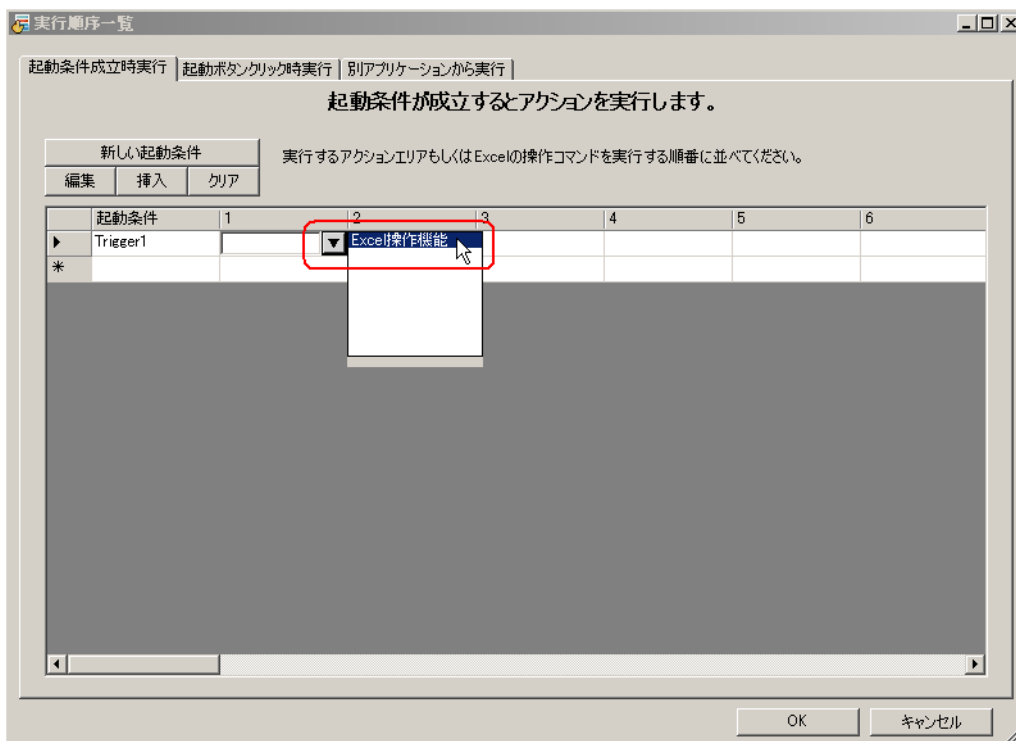 実行順序一覧
起動条件成立時実行 起動ボタンクリック時実行 別アプリケーションから実行
起動条件が成立するとアクションを実行します。
新しい起動条件
実行するアクションエリアもしくはExcelの操作コマンドを実行する順番に並べてください。
編集 挿入 クリア
起動条件 1 2 3 4 5 6
Trigger1 Excel操作機能
OK キャンセル